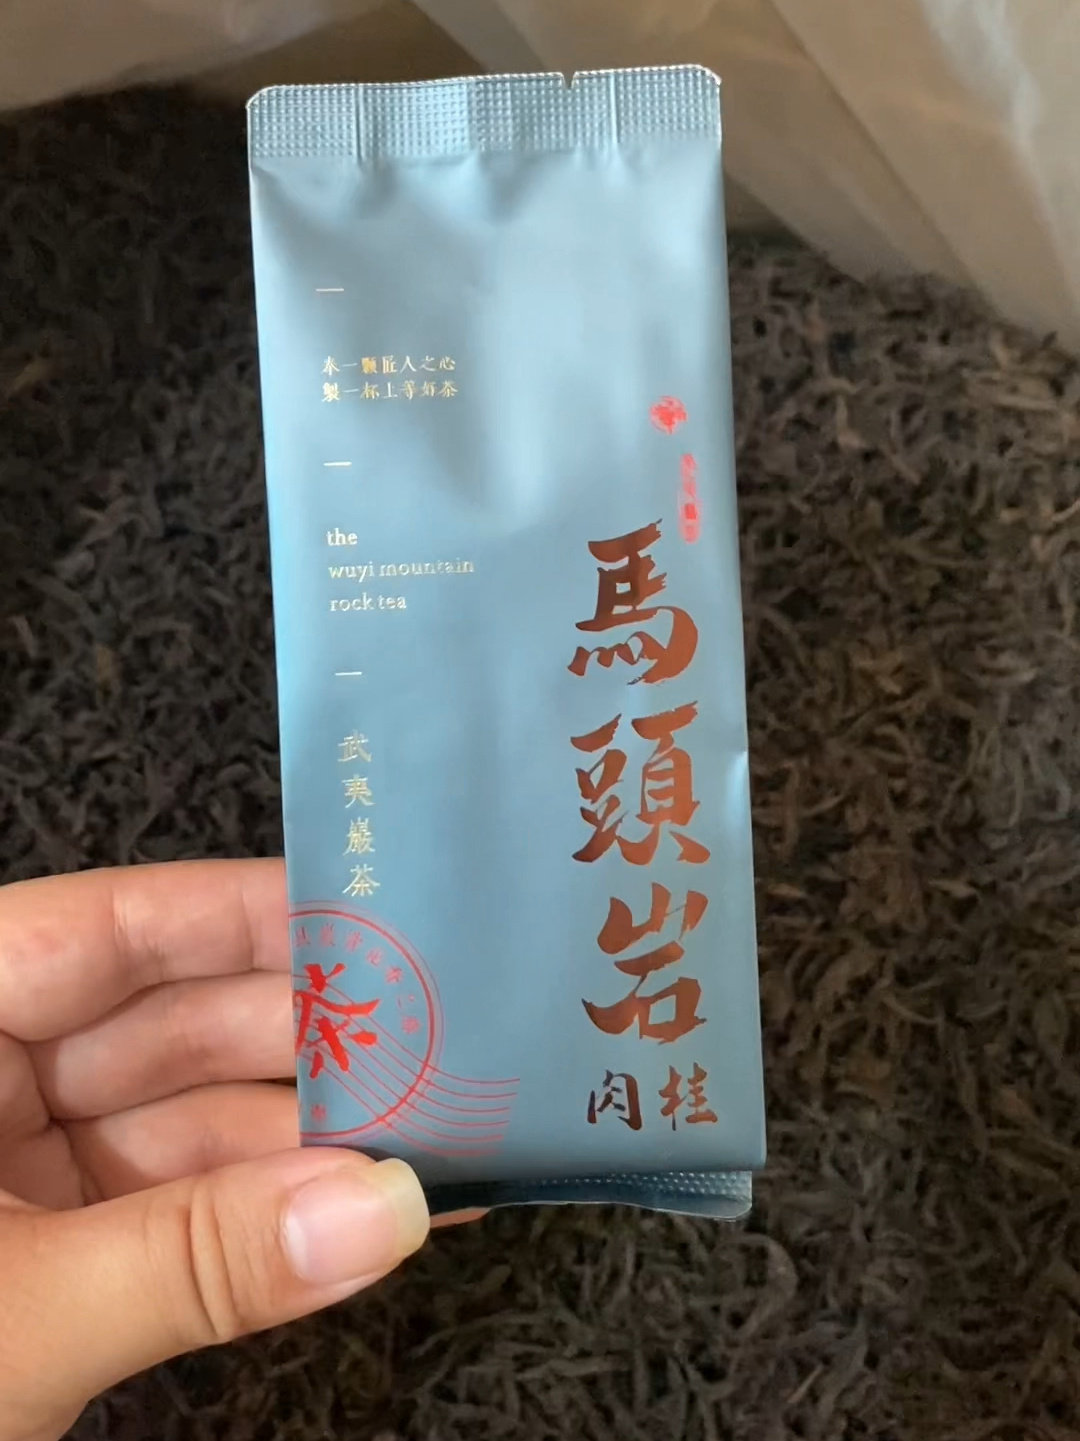 奉一颗匠人之心
製一杯上等好茶
the
wuyi mountain
rock tea
武夷巖茶
馬頭岩
肉桂
茶